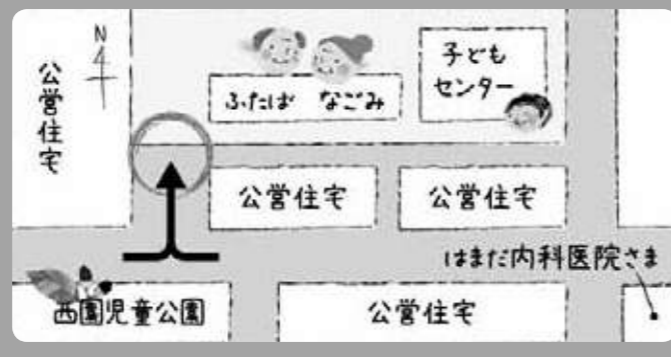 N
公営住宅
子ども
センター
ふたば なごみ
公営住宅
公営住宅
はまだ内科医院さま
西園児童公園
公営住宅